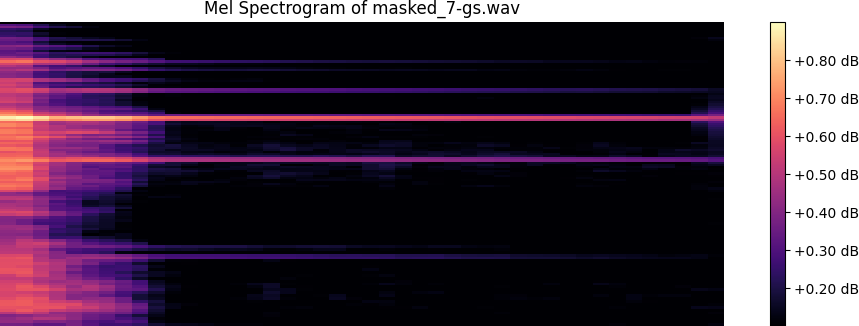 Mel Spectrogram of masked_7-gs.wav
+0.80 dB
+0.70 dB
+0.60 dB
+0.50 dB
+0.40 dB
+0.30 dB
+0.20 dB